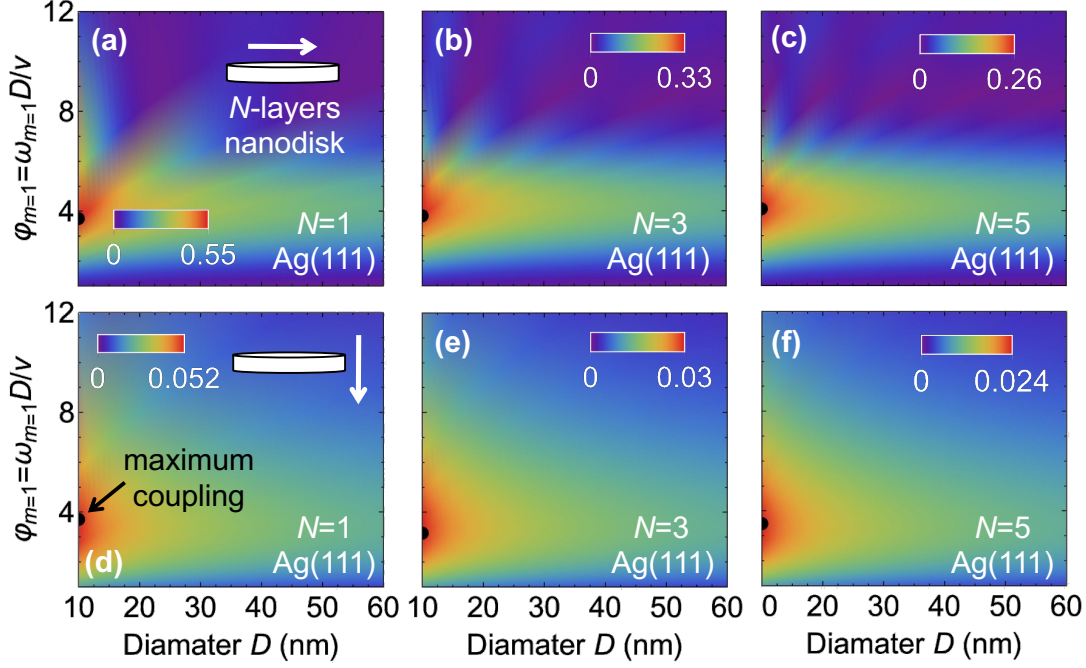 12
(a)
(b)
(c)
0
0.33
0
0.26
8
N-layers
nanodisk
φm=1=ωm=1D/v
4
0
0.55
N=1
Ag(111)
N=3
Ag(111)
N=5
Ag(111)
12
(e)
(f)
0
0.052
0
0.03
0
0.024
8
φm=1=ωm=1D/v
maximum
coupling
4
N=1
Ag(111)
N=3
Ag(111)
N=5
Ag(111)
(d)
10 20 30 40 50 60
10 20 30 40 50 60
0 20 30 40 50 60
Diamater D (nm)
Diamater D (nm)
Diamater D (nm)